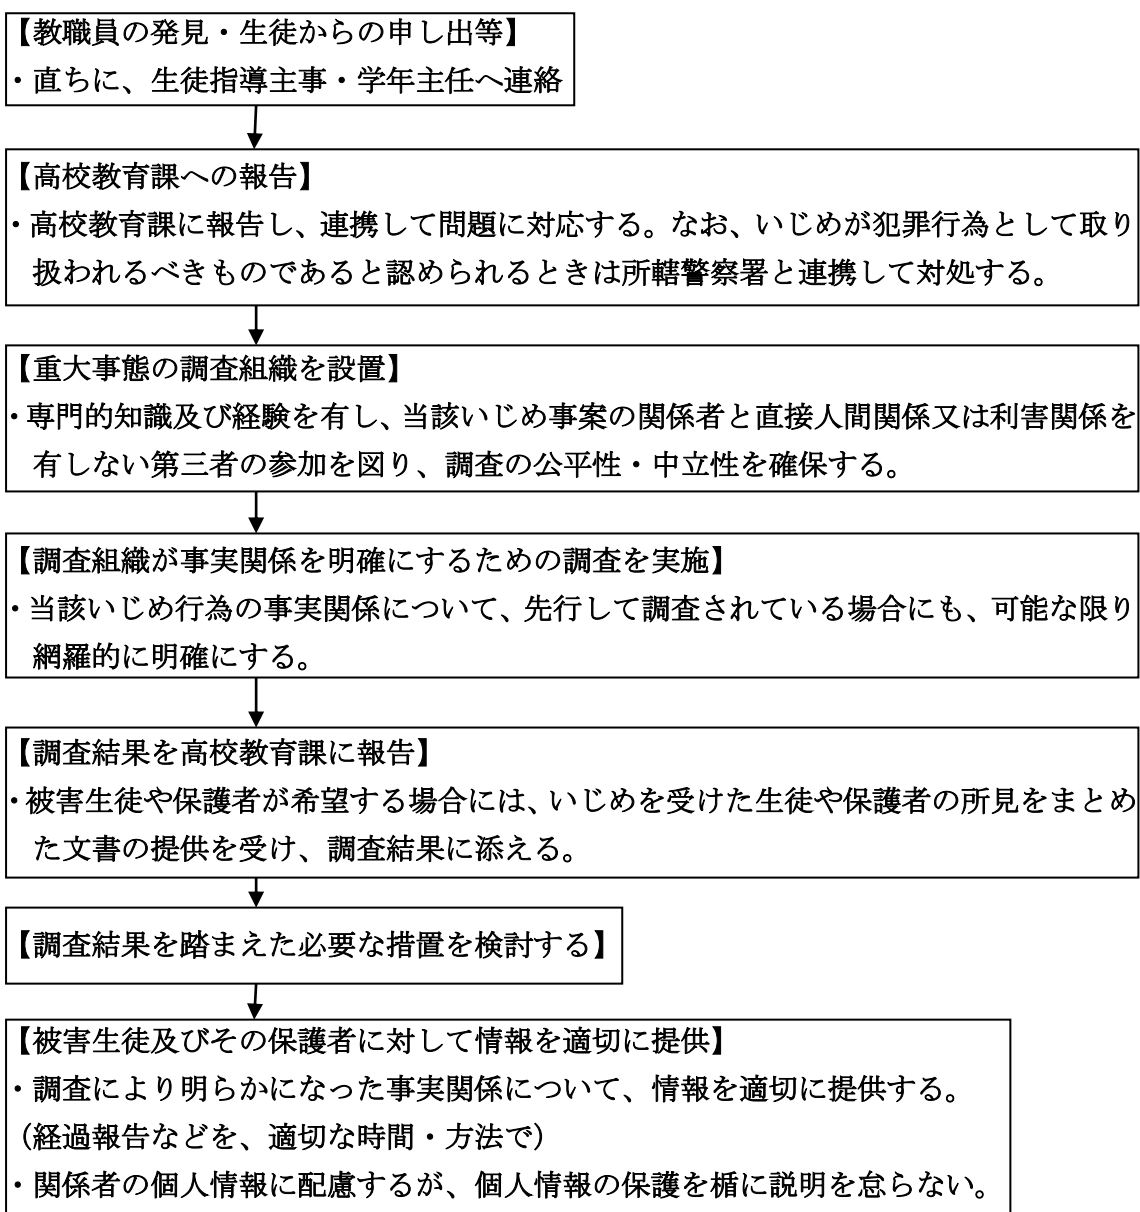 【教職員の発見・生徒からの申し出等】
・直ちに、生徒指導主事・学年主任へ連絡
【高校教育課への報告】
・高校教育課に報告し、連携して問題に対応する。なお、いじめが犯罪行為として取り
扱われるべきものであると認められるときは所轄警察署と連携して対処する。
【重大事態の調査組織を設置】
・専門的知識及び経験を有し、当該いじめ事案の関係者と直接人間関係又は利害関係を
有しない第三者の参加を図り、調査の公平性・中立性を確保する。
【調査組織が事実関係を明確にするための調査を実施】
・当該いじめ行為の事実関係について、先行して調査されている場合にも、可能な限り
網羅的に明確にする。
【調査結果を高校教育課に報告】
・被害生徒や保護者が希望する場合には、いじめを受けた生徒や保護者の所見をまとめ
た文書の提供を受け、調査結果に添える。
【調査結果を踏まえた必要な措置を検討する】
【被害生徒及びその保護者に対して情報を適切に提供】
・調査により明らかになった事実関係について、情報を適切に提供する。
（経過報告などを、適切な時間・方法で）
・関係者の個人情報に配慮するが、個人情報の保護を楯に説明を怠らない。